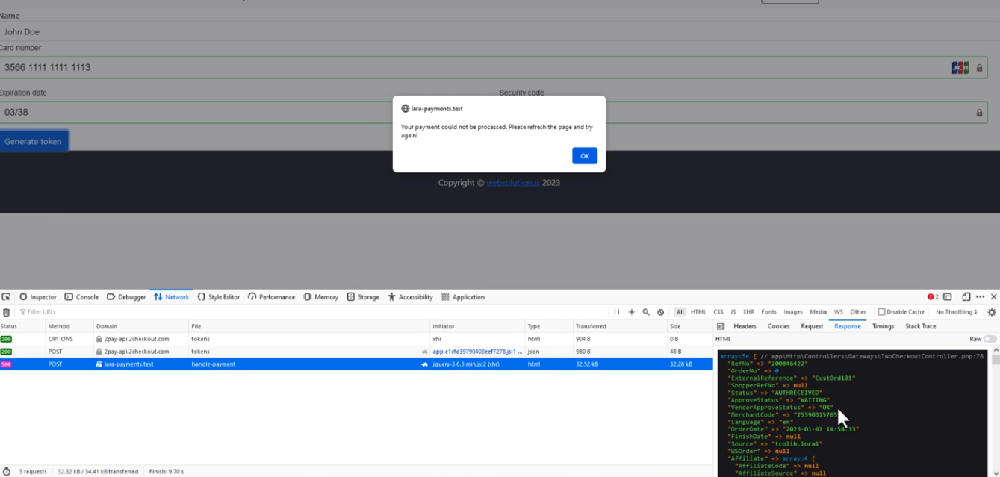 Name
John Doe
Card number
3566 1111 1111 1113
JCB
Expiration date
Security code
03/38
Generate token
lara-payments.test
Your payment could not be processed. Please refresh the page and try
again!
OK
Copyright © websolutionus 2023
Inspector Console Debugger Network Style Editor Performance Memory Storage Accessibility Application 2
Filter URLs
All HTML CSS JS XHR Fonts Images Media WS Other Disable Cache No Throttling
Status Method Domain File Initiator Type Transferred Size
Headers Cookies Request Response Timings Stack Trace
200 OPTIONS 2pay-api.2checkout.com tokens xhr html 904 B 0 B
HTML Raw
200 POST 2pay-api.2checkout.com tokens app.e1cfd39790403eef7278.js:1 ... json 980 B 48 B
500 POST lara-payments.test handle-payment jquery-3.6.3.min.js:2 (xhr) html 32.52 kB 32.28 kB
array:54 [ // app\Http\Controllers\Gateways\TwoCheckoutController.php:78
"RefNo" => "200846422"
"OrderNo" => 0
"ExternalReference" => "CustOrd101"
"ShopperRefNo" => null
"Status" => "AUTHRECEIVED"
"ApproveStatus" => "WAITING"
"VendorApproveStatus" => "OK"
"MerchantCode" => "25390315765
"Language" => "en"
"OrderDate" => "2023-01-07 14:58:33"
"FinishDate" => null
"Source" => "tcolib.local"
"WSOrder" => null
"Affiliate" => array:4 [
"AffiliateCode" => null
"AffiliateSource" => null
3 requests 32.32 kB / 34.41 kB transferred Finish: 9.70 s